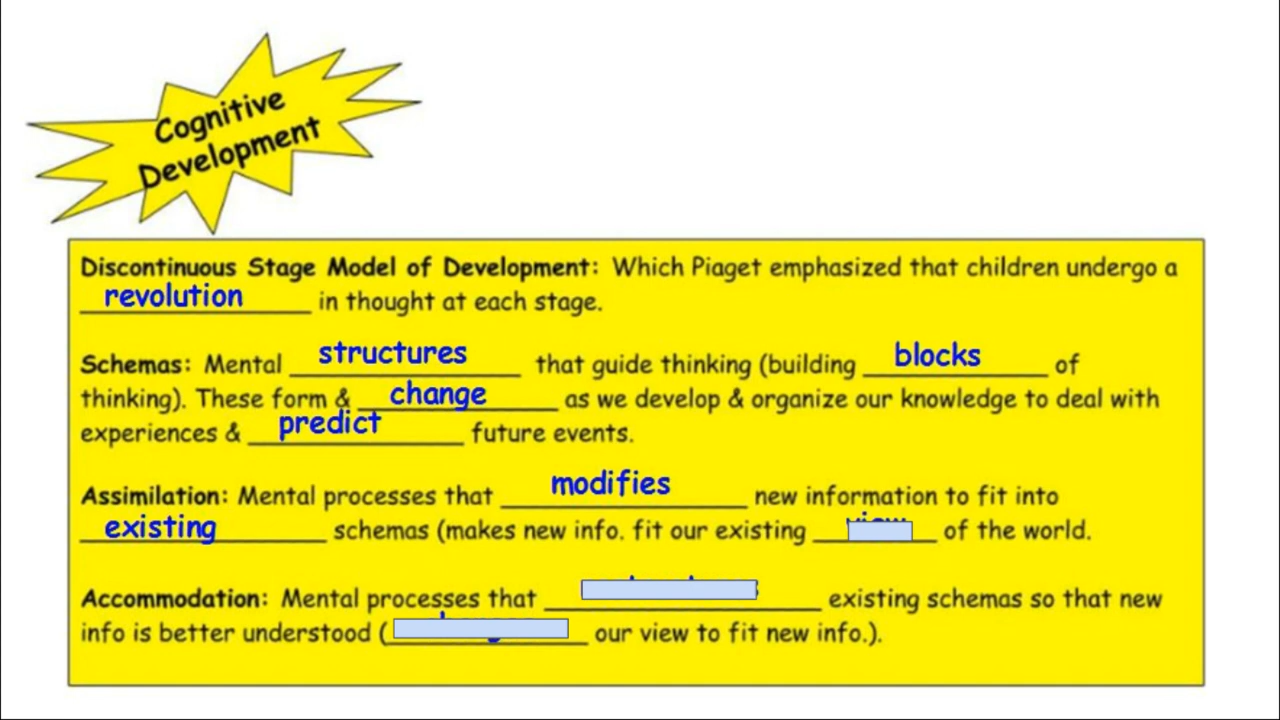 Cognitive
Development
Discontinuous Stage Model of Development: Which Piaget emphasized that children undergo a
revolution in thought at each stage.
Schemas: Mental structures that guide thinking (building blocks of
thinking). These form & change as we develop & organize our knowledge to deal with
experiences & predict future events.
Assimilation: Mental processes that modifies new information to fit into
existing schemas (makes new info. fit our existing of the world.
Accommodation: Mental processes that existing schemas so that new
info is better understood ( our view to fit new info.).